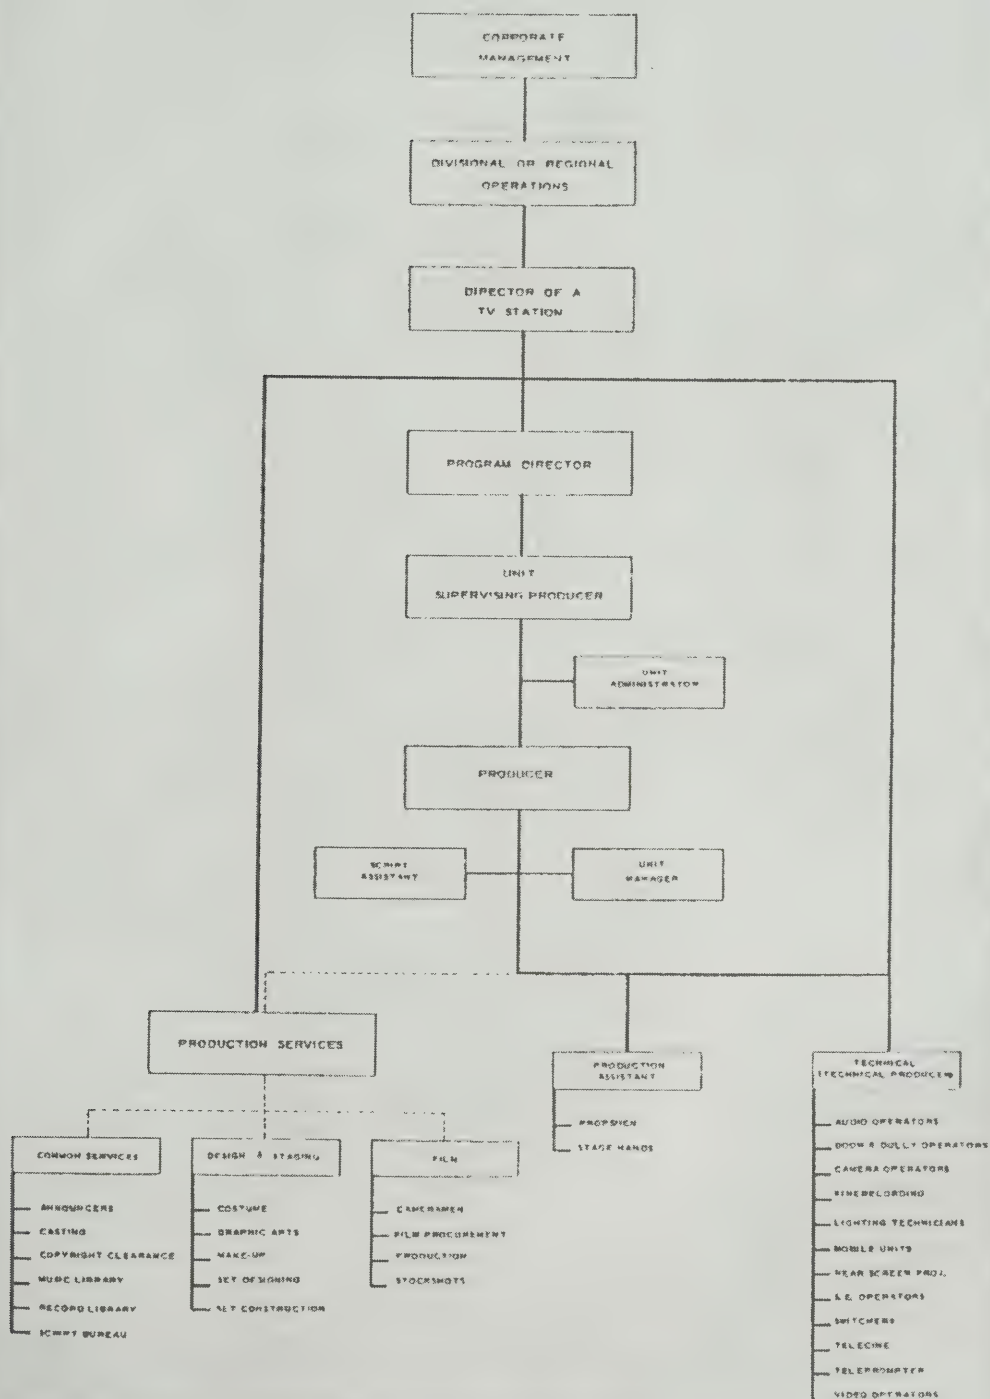 CORPORATE
MANAGEMENT
DIVISIONAL OR REGIONAL
OPERATIONS
DIRECTOR OF A
TV STATION
PROGRAM DIRECTOR
UNIT
SUPERVISING PRODUCER
UNIT
ADMINISTRATOR
PRODUCER
SCRIPT
ASSISTANT
UNIT
MANAGER
PRODUCTION SERVICES
PRODUCTION
ASSISTANT
PROPSMEN
STAGE HANDS
TECHNICAL
(TECHNICAL PRODUCER)
AUDIO OPERATORS
BOOM & DOLLY OPERATORS
CAMERA OPERATORS
KINERECORDING
LIGHTING TECHNICIANS
MOBILE UNITS
REAR SCREEN PROJ.
S.E. OPERATORS
SWITCHERS
TELECINE
TELEPROMPTER
VIDEO OPERATORS
COMMON SERVICES
ANNOUNCERS
CASTING
COPYRIGHT CLEARANCE
MUSIC LIBRARY
RECORD LIBRARY
SCRIPT BUREAU
DESIGN & STAGING
COSTUME
GRAPHIC ARTS
MAKE-UP
SET DESIGNING
SET CONSTRUCTION
FILM
CAMERAMEN
FILM PROCUREMENT
PRODUCTION
STOCKSHOTS